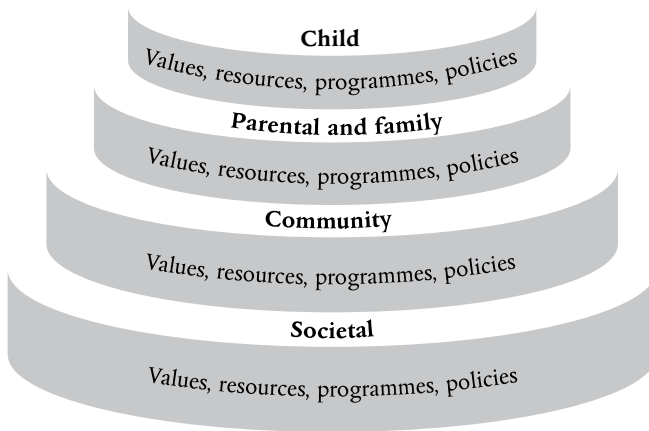 Child
Values, resources, programmes, policies
Parental and family
Values, resources, programmes, policies
Community
Values, resources, programmes, policies
Societal
Values, resources, programmes, policies